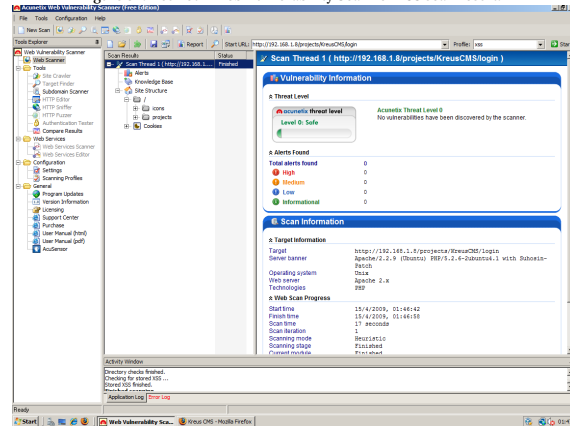 Acunetix Web Vulnerability Scanner (Free Edition)
File Tools Configuration Help
New Scan
Report
Start URL: http://192.168.1.8/projects/KreusCMS/login
Profile: xss
Tools Explorer
Web Vulnerability Scanner
Web Scanner
Tools
Site Crawler
Target Finder
Subdomain Scanner
HTTP Editor
HTTP Sniffer
HTTP Fuzzer
Authentication Tester
Compare Results
Web Services
Web Services Scanner
Web Services Editor
Configuration
Settings
Scanning Profiles
General
Program Updates
Version Information
Licensing
Support Center
Purchase
User Manual (html)
User Manual (pdf)
AcuSensor
Scan Results Status
Scan Thread 1 ( http://192.168.1.... Finished
Alerts
Knowledge Base
Site Structure
/
icons
projects
Cookies
Scan Thread 1 ( http://192.168.1.8/projects/KreusCMS/login )
Vulnerability Information
Threat Level
acunetix threat level
Level 0: Safe
Acunetix Threat Level 0
No vulnerabilities have been discovered by the scanner.
Alerts Found
Total alerts found 0
High 0
Medium 0
Low 0
Informational 0
Scan Information
Target Information
Target http://192.168.1.8/projects/KreusCMS/login
Server banner Apache/2.2.9 (Ubuntu) PHP/5.2.6-2ubuntu4.1 with Suhosin-Patch
Operating system Unix
Web server Apache 2.x
Technologies PHP
Web Scan Progress
Start time 15/4/2009, 01:46:42
Finish time 15/4/2009, 01:46:58
Scan time 17 seconds
Scan iteration 1
Scanning mode Heuristic
Scanning stage Finished
Current module Finished
Activity Window
Directory checks finished.
Checking for stored XSS ...
Stored XSS finished.
Finished scanning.
Application Log Error Log
Ready
Start
Web Vulnerability Sca...
Kreus CMS - Mozilla Firefox